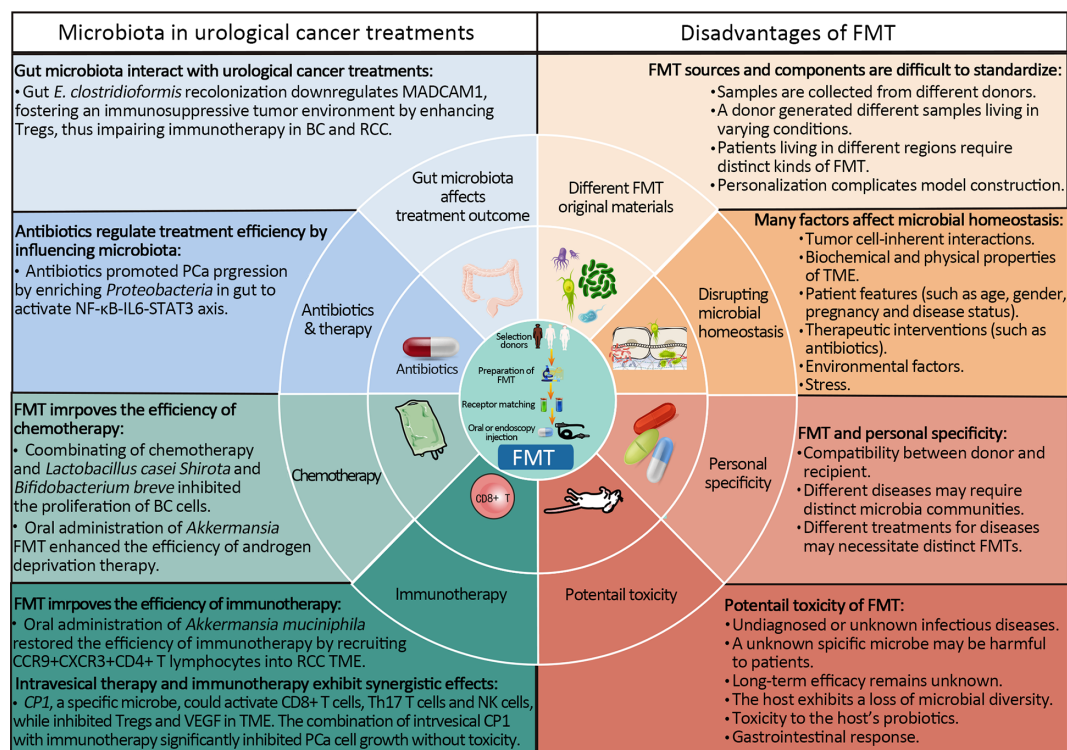 Microbiota in urological cancer treatments
Disadvantages of FMT
Gut microbiota interact with urological cancer treatments:
• Gut E. clostridioformis recolonization downregulates MADCAM1,
fostering an immunosuppressive tumor environment by enhancing
Tregs, thus impairing immunotherapy in BC and RCC.
Antibiotics regulate treatment efficiency by
influencing microbiota:
• Antibiotics promoted PCa prgression
by enriching Proteobacteria in gut to
activate NF-κB-IL6-STAT3 axis.
FMT imrpoves the efficiency of
chemotherapy:
• Coombinating of chemotherapy
and Lactobacillus casei Shirota and
Bifidobacterium breve inhibited
the proliferation of BC cells.
• Oral administration of Akkermansia
FMT enhanced the efficiency of androgen
deprivation therapy.
FMT imrpoves the efficiency of immunotherapy:
• Oral administration of Akkermansia muciniphila
restored the efficiency of immunotherapy by recruiting
CCR9+CXCR3+CD4+ T lymphocytes into RCC TME.
Intravesical therapy and immunotherapy exhibit synergistic effects:
• CP1, a specific microbe, could activate CD8+ T cells, Th17 T cells and NK cells,
while inhibited Tregs and VEGF in TME. The combination of intrvesical CP1
with immunotherapy significantly inhibited PCa cell growth without toxicity.
Gut microbiota
affects
treatment outcome
Antibiotics
& therapy
Antibiotics
Chemotherapy
CD8+ T
Immunotherapy
Selection
donors
Preparation of
FMT
Receptor matching
Oral or endoscopy
injection
FMT
Different FMT
original materials
Disrupting
microbial
homeostasis
Personal
specificity
Potentail toxicity
FMT sources and components are difficult to standardize:
• Samples are collected from different donors.
• A donor generated different samples living in
varying conditions.
• Patients living in different regions require
distinct kinds of FMT.
• Personalization complicates model construction.
Many factors affect microbial homeostasis:
• Tumor cell-inherent interactions.
• Biochemical and physical properties
of TME.
• Patient features (such as age, gender,
pregnancy and disease status).
• Therapeutic interventions (such as
antibiotics).
• Environmental factors.
• Stress.
FMT and personal specificity:
• Compatibility between donor and
recipient.
• Different diseases may require
distinct microbia communities.
• Different treatments for diseases
may necessitate distinct FMTs.
Potentail toxicity of FMT:
• Undiagnosed or unknown infectious diseases.
• A unknown spicific microbe may be harmful
to patients.
• Long-term efficacy remains unknown.
• The host exhibits a loss of microbial diversity.
• Toxicity to the host's probiotics.
• Gastrointestinal response.